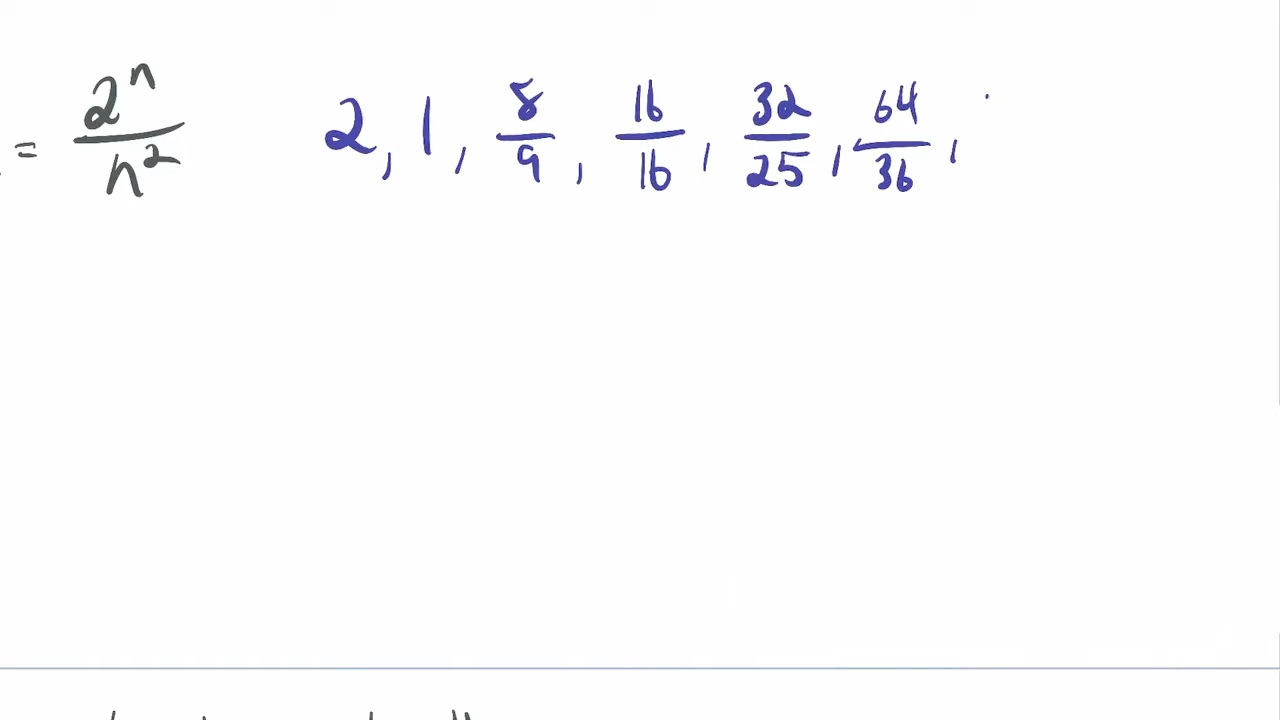 = 2^n/n^2 2, 1, 8/9, 16/16, 32/25, 64/36,